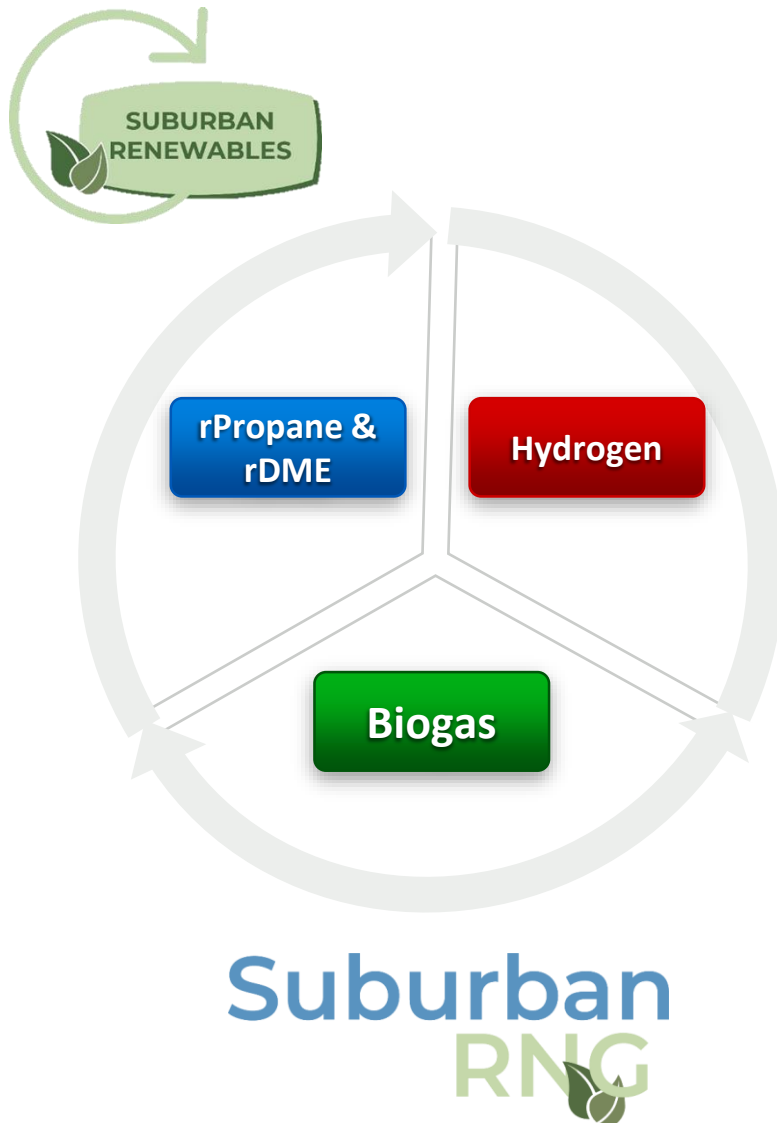 SUBURBAN
RENEWABLES
rPropane &
rDME
Hydrogen
Biogas
Suburban
RNG